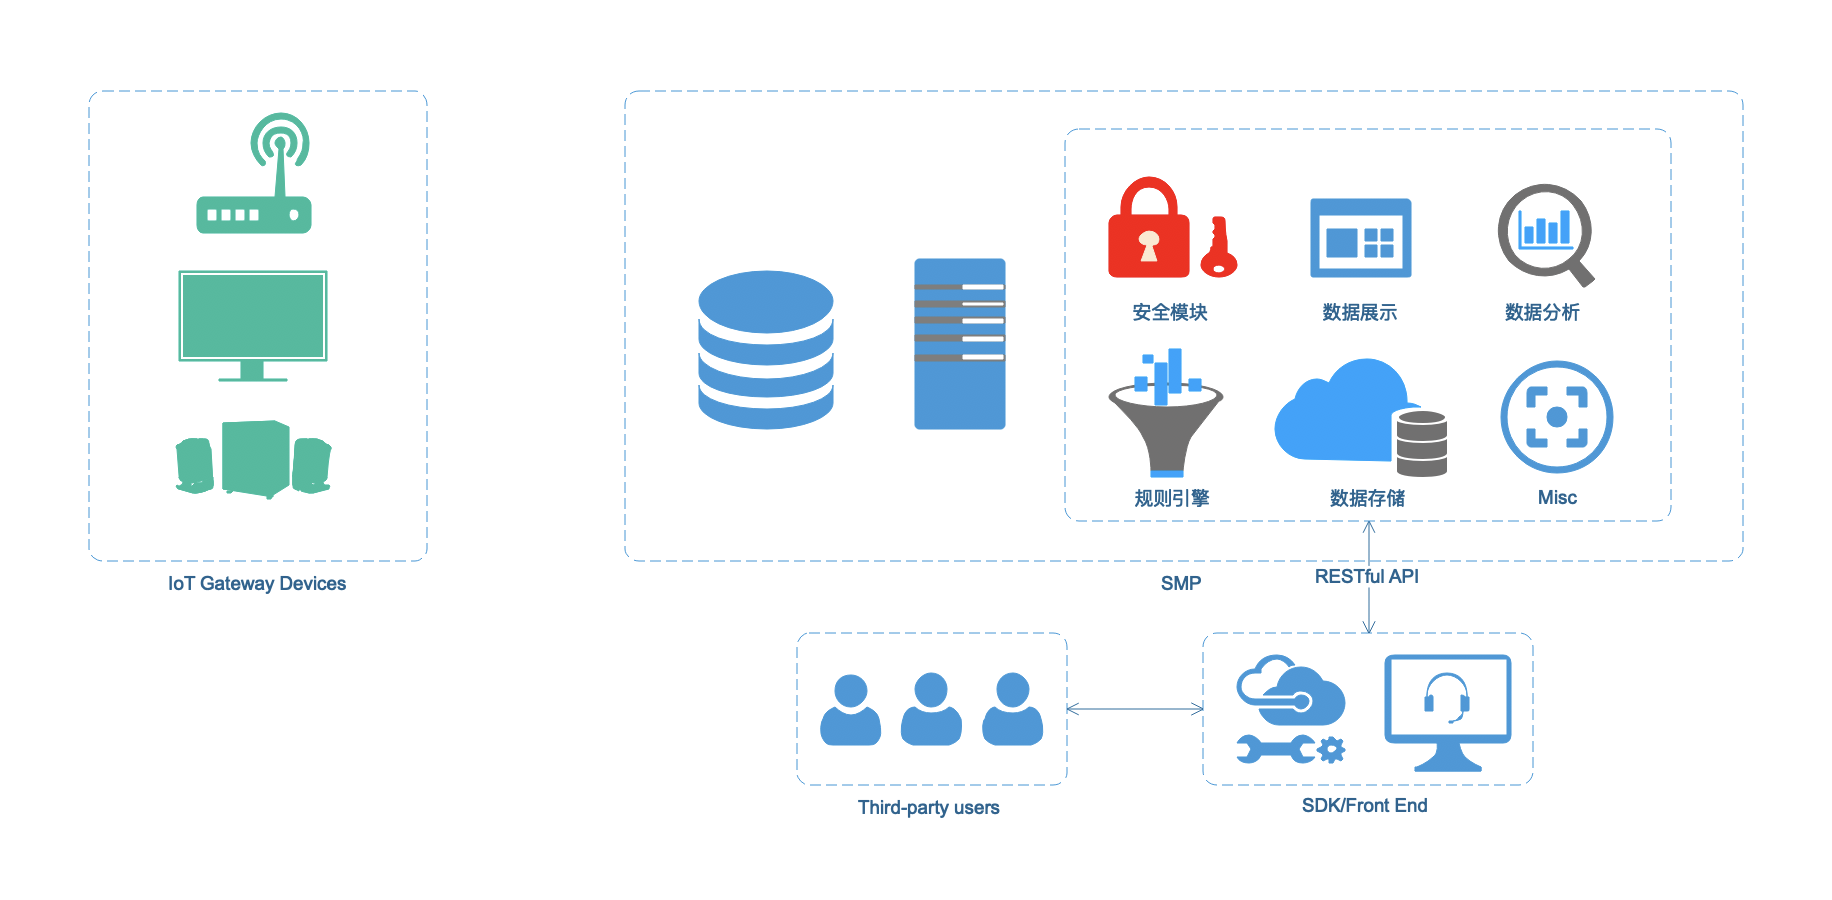 安全模块
数据展示
数据分析
规则引擎
数据存储
Misc
IoT Gateway Devices
SMP
RESTful API
Third-party users
SDK/Front End